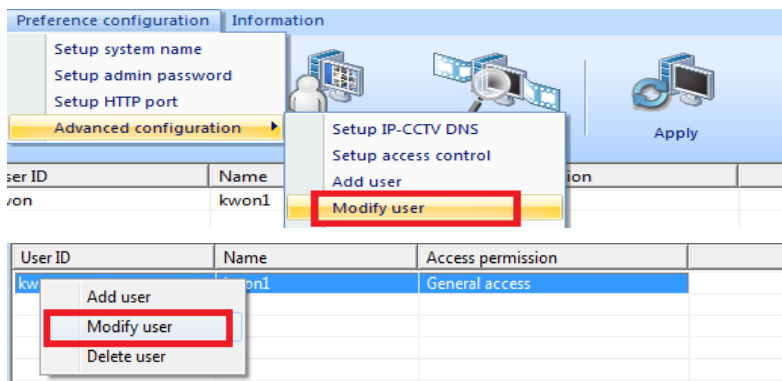 Preference configuration Information
Setup system name
Setup admin password
Setup HTTP port
Advanced configuration
Setup IP-CCTV DNS
Apply
Setup access control
ser ID Name ion
Add user
von kwon1
Modify user
User ID Name Access permission
kw on1 General access
Add user
Modify user
Delete user